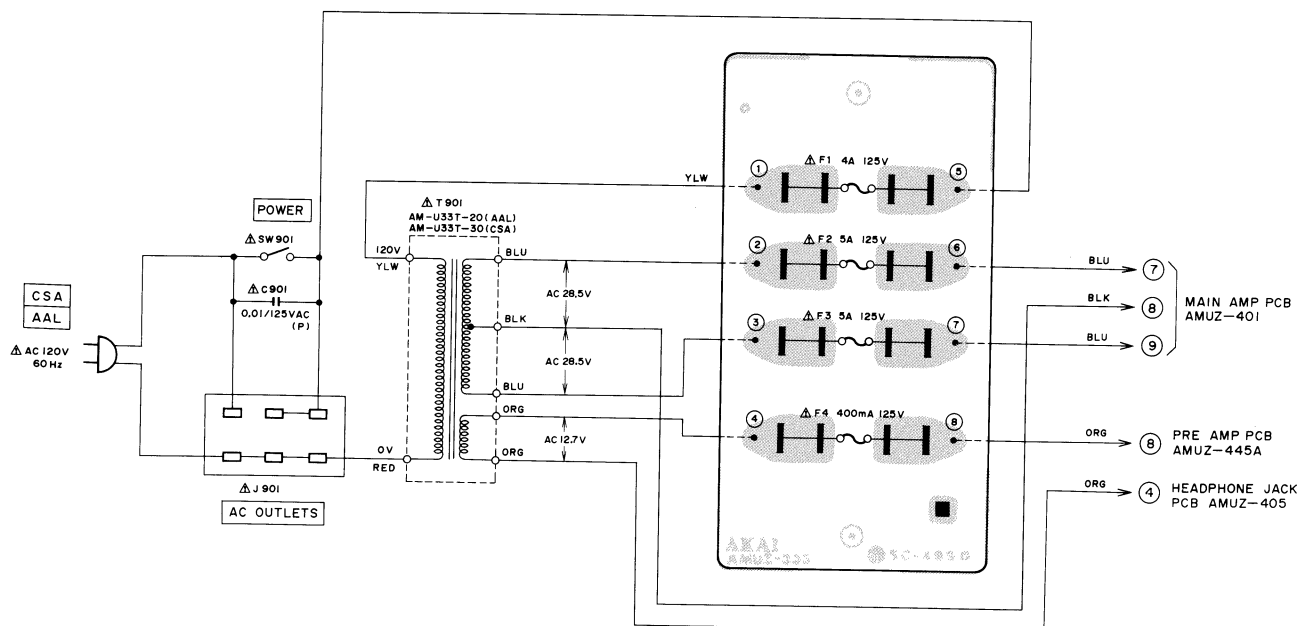 POWER
⚠ SW901
⚠ C901
0.01/125VAC
(P)
CSA
AAL
⚠ AC 120V
60Hz
⚠ J901
AC OUTLETS
⚠ T901
AM-U33T-20(AAL)
AM-U33T-30(CSA)
120V
YLW
0V
RED
YLW
BLU
AC 28.5V
BLK
AC 28.5V
BLU
ORG
AC 12.7V
ORG
① ⚠ F1 4A 125V ⑤
② ⚠ F2 5A 125V ⑥
③ ⚠ F3 5A 125V ⑦
④ ⚠ F4 400mA 125V ⑧
AKAI
AMUZ-333
BLU ⑦
BLK ⑧
BLU ⑨
MAIN AMP PCB
AMUZ-401
ORG ⑧ PRE AMP PCB
AMUZ-445A
ORG ④ HEADPHONE JACK
PCB AMUZ-405